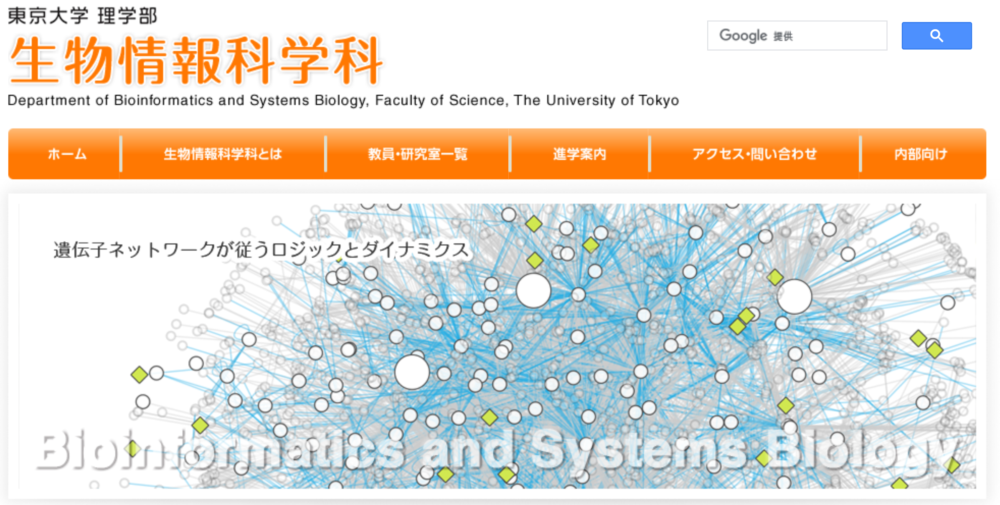 東京大学 理学部
生物情報科学科
Department of Bioinformatics and Systems Biology, Faculty of Science, The University of Tokyo
Google 提供
ホーム
生物情報科学科とは
教員・研究室一覧
進学案内
アクセス・問い合わせ
内部向け
遺伝子ネットワークが従うロジックとダイナミクス
Bioinformatics and Systems Biology